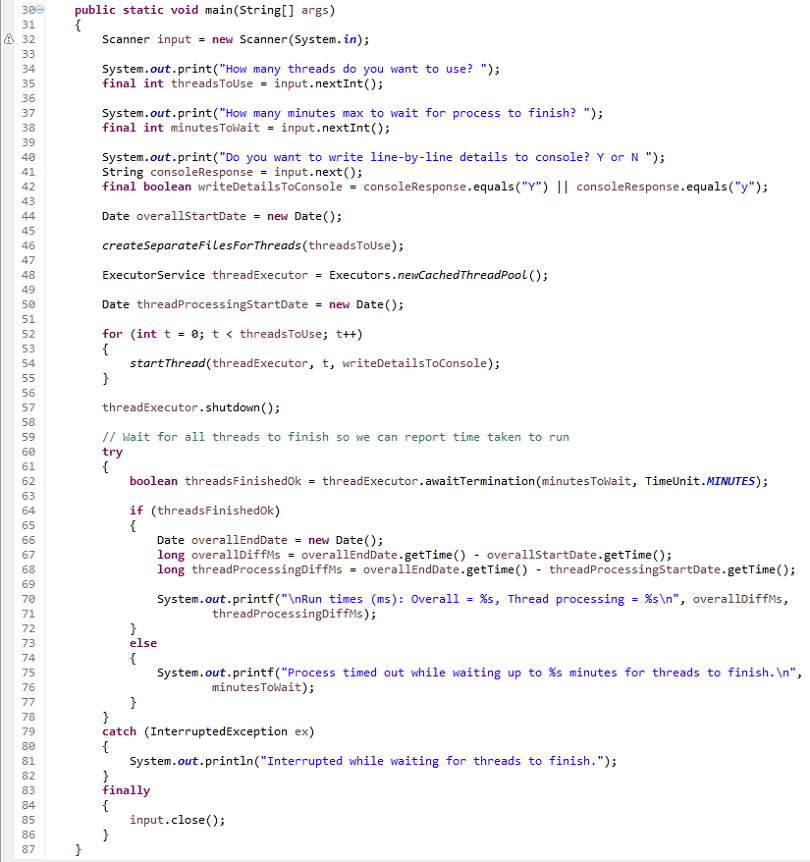 30 public static void main(String[] args)
31 {
32 Scanner input = new Scanner(System.in);
33
34 System.out.print("How many threads do you want to use? ");
35 final int threadsToUse = input.nextInt();
36
37 System.out.print("How many minutes max to wait for process to finish? ");
38 final int minutesToWait = input.nextInt();
39
40 System.out.print("Do you want to write line-by-line details to console? Y or N ");
41 String consoleResponse = input.next();
42 final boolean writeDetailsToConsole = consoleResponse.equals("Y") || consoleResponse.equals("y");
43
44 Date overallStartDate = new Date();
45
46 createSeparateFilesForThreads(threadsToUse);
47
48 ExecutorService threadExecutor = Executors.newCachedThreadPool();
49
50 Date threadProcessingStartDate = new Date();
51
52 for (int t = 0; t < threadsToUse; t++)
53 {
54 startThread(threadExecutor, t, writeDetailsToConsole);
55 }
56
57 threadExecutor.shutdown();
58
59 // Wait for all threads to finish so we can report time taken to run
60 try
61 {
62 boolean threadsFinishedOk = threadExecutor.awaitTermination(minutesToWait, TimeUnit.MINUTES);
63
64 if (threadsFinishedOk)
65 {
66 Date overallEndDate = new Date();
67 long overallDiffMs = overallEndDate.getTime() - overallStartDate.getTime();
68 long threadProcessingDiffMs = overallEndDate.getTime() - threadProcessingStartDate.getTime();
69
70 System.out.printf("\nRun times (ms): Overall = %s, Thread processing = %s\n", overallDiffMs,
71 threadProcessingDiffMs);
72 }
73 else
74 {
75 System.out.printf("Process timed out while waiting up to %s minutes for threads to finish.\n",
76 minutesToWait);
77 }
78 }
79 catch (InterruptedException ex)
80 {
81 System.out.println("Interrupted while waiting for threads to finish.");
82 }
83 finally
84 {
85 input.close();
86 }
87 }